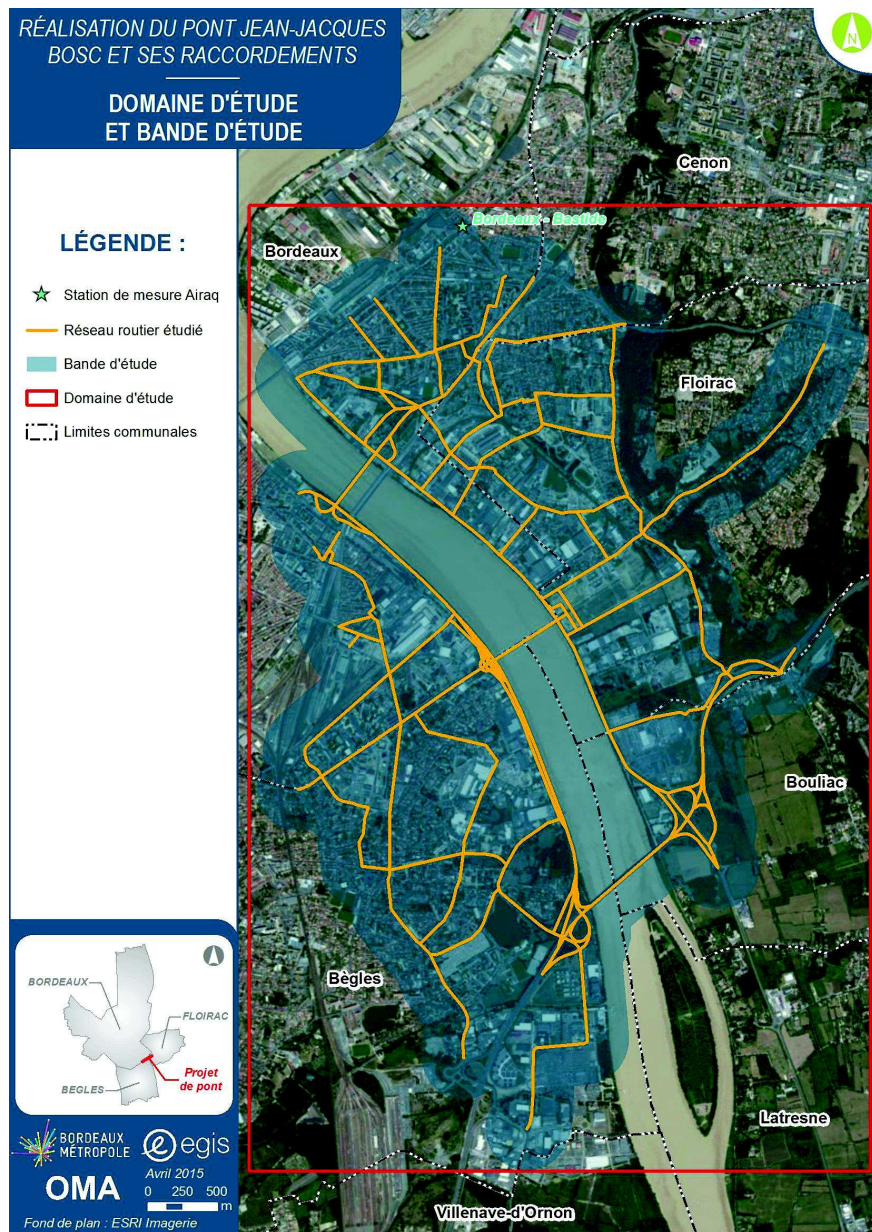 RÉALISATION DU PONT JEAN-JACQUES
BOSC ET SES RACCORDEMENTS
DOMAINE D'ÉTUDE
ET BANDE D'ÉTUDE
N
Cenon
Bordeaux - Bastide
Bordeaux
LÉGENDE :
Station de mesure Airaq
Réseau routier étudié
Bande d'étude
Domaine d'étude
Limites communales
Floirac
Bouliac
Bègles
Latresne
Villenave-d'Ornon
BORDEAUX
FLOIRAC
BEGLES
Projet
de pont
BORDEAUX
MÉTROPOLE
egis
OMA
Avril 2015
0 250 500
m
Fond de plan : ESRI Imagerie